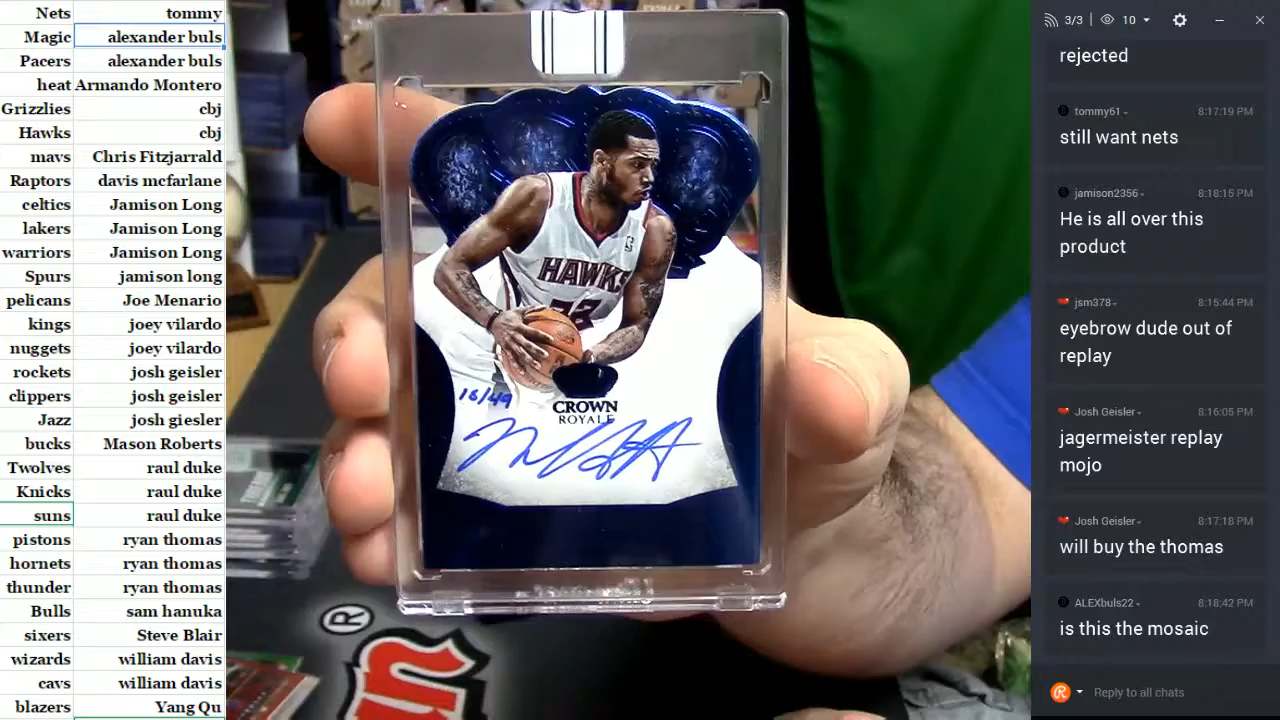 Nets tommy
Magic alexander buls
Pacers alexander buls
heat Armando Montero
Grizzlies cbj
Hawks cbj
mavs Chris Fitzjarrald
Raptors davis mcfarlane
celtics Jamison Long
lakers Jamison Long
warriors Jamison Long
Spurs jamison long
pelicans Joe Menario
kings joey vilardo
nuggets joey vilardo
rockets josh geisler
clippers josh geisler
Jazz josh giesler
bucks Mason Roberts
Twolves raul duke
Knicks raul duke
suns raul duke
pistons ryan thomas
hornets ryan thomas
thunder ryan thomas
Bulls sam hanuka
sixers Steve Blair
wizards william davis
cavs william davis
blazers Yang Qu
HAWKS
16/49
CROWN
ROYALE
®
3/3 10
rejected
tommy61 8:17:19 PM
still want nets
jamison2356 8:18:15 PM
He is all over this
product
jsm378 8:15:44 PM
eyebrow dude out of
replay
Josh Geisler 8:16:05 PM
jagermeister replay
mojo
Josh Geisler 8:17:18 PM
will buy the thomas
ALEXbuls22 8:18:42 PM
is this the mosaic
Reply to all chats